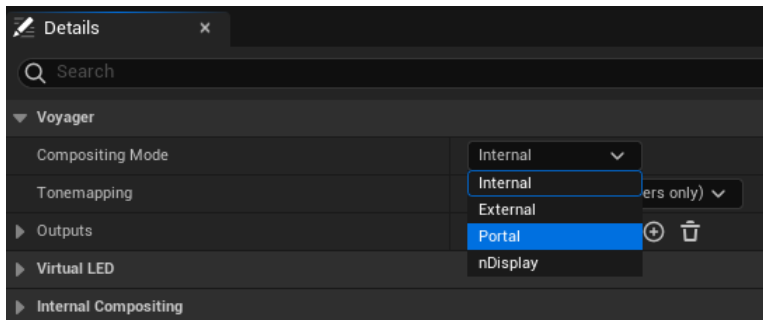 Details
Search
Voyager
Compositing Mode
Internal
Tonemapping
ers only)
Internal
External
Portal
nDisplay
Outputs
Virtual LED
Internal Compositing